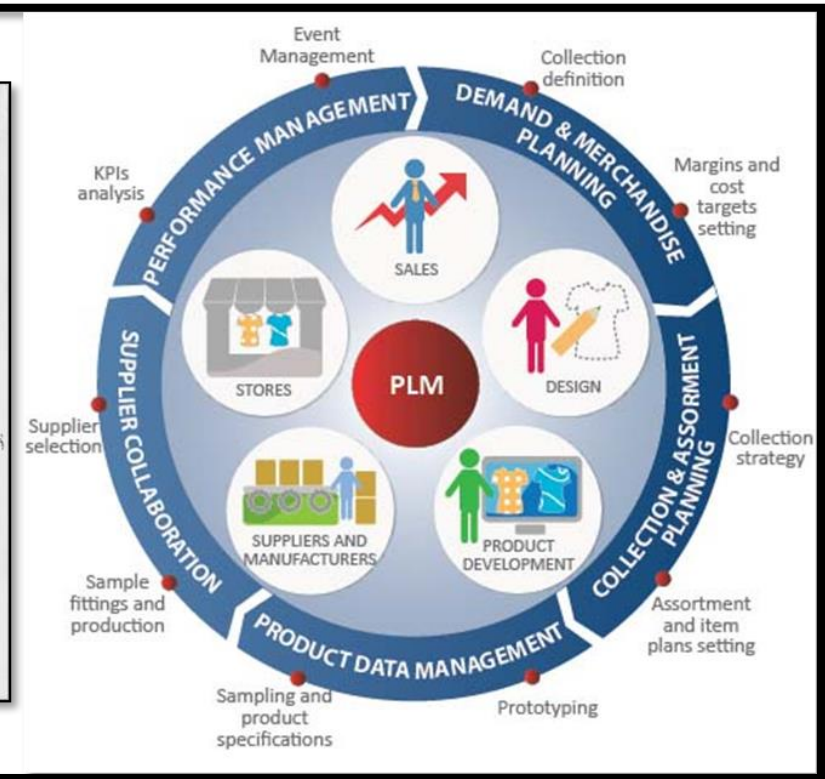 Event
Management
Collection
definition
PERFORMANCE MANAGEMENT
DEMAND & MERCHANDISE
PLANNING
KPIs
analysis
Margins and
cost
targets
setting
SALES
STORES
PLM
DESIGN
SUPPLIER COLLABORATION
COLLECTION & ASSORMENT
PLANNING
Supplier
selection
Collection
strategy
SUPPLIERS AND
MANUFACTURERS
PRODUCT
DEVELOPMENT
Sample
fittings and
production
Assortment
and item
plans setting
PRODUCT DATA MANAGEMENT
Sampling and
product
specifications
Prototyping